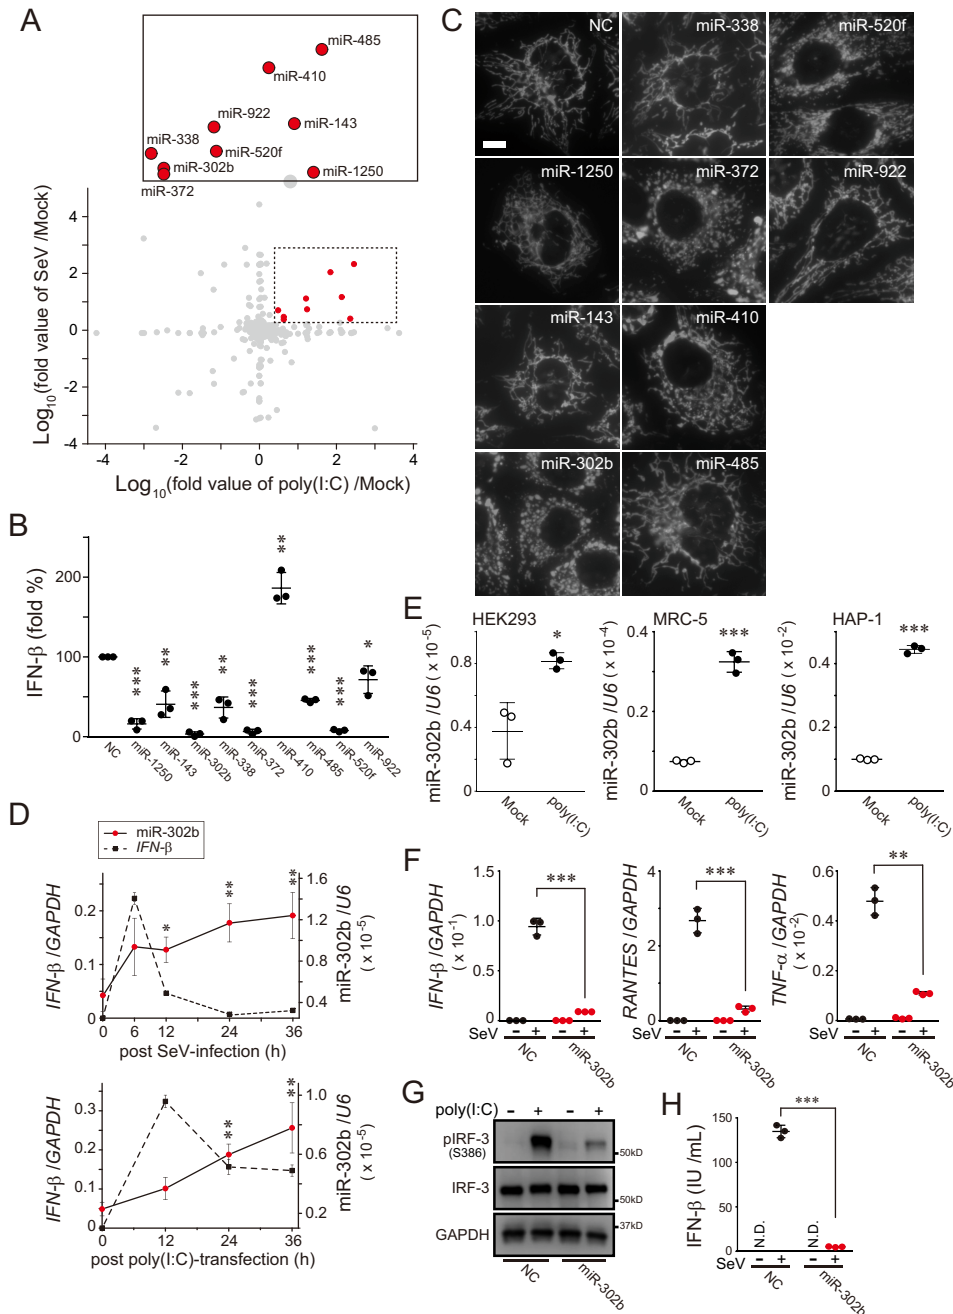 A
miR-485
miR-410
miR-922
miR-143
miR-338
miR-520f
miR-302b
miR-1250
miR-372
Log10(fold value of SeV /Mock)
4
2
0
-2
-4
-4
-2
0
2
4
Log10(fold value of poly(I:C) /Mock)
B
IFN-β (fold %)
200
100
0
***
**
***
**
***
**
***
***
*
NC
miR-1250
miR-143
miR-302b
miR-338
miR-372
miR-410
miR-485
miR-520f
miR-922
C
NC
miR-338
miR-520f
miR-1250
miR-372
miR-922
miR-143
miR-410
miR-302b
miR-485
D
miR-302b
IFN-β
IFN-β /GAPDH
0.2
0.1
0
*
**
**
1.6
1.2
0.8
0.4
miR-302b /U6
( x 10-5)
0
6
12
24
36
post SeV-infection (h)
IFN-β /GAPDH
0.3
0.2
0.1
0
**
**
1.0
0.8
0.6
0.4
0.2
miR-302b /U6
( x 10-5)
0
12
24
36
post poly(I:C)-transfection (h)
E
HEK293
miR-302b /U6 ( x 10-5)
0.8
0.4
0
*
Mock
poly(I:C)
MRC-5
miR-302b /U6 ( x 10-4)
0.4
0.2
0
***
Mock
poly(I:C)
HAP-1
miR-302b /U6 ( x 10-2)
0.4
0.2
0
***
Mock
poly(I:C)
F
IFN-β /GAPDH
( x 10-1)
1.0
0.5
0
***
SeV
- + - +
NC
miR-302b
RANTES /GAPDH
4
2
0
***
SeV
- + - +
NC
miR-302b
TNF-α /GAPDH
( x 10-2)
0.6
0.4
0.2
0
**
SeV
- + - +
NC
miR-302b
G
poly(I:C) - + - +
pIRF-3
(S386)
50kD
IRF-3
50kD
GAPDH
37kD
NC
miR-302b
H
IFN-β (IU /mL)
150
100
50
0
***
N.D.
N.D.
SeV
- + - +
NC
miR-302b